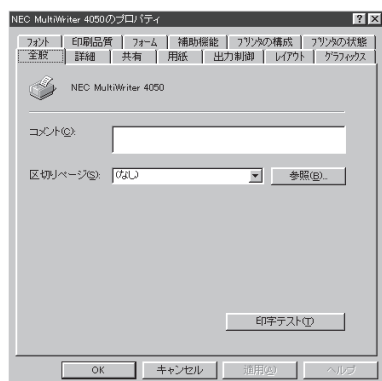 NEC MultiWriter 4050のプロパティ
フォント 印刷品質 フォーム 補助機能 プリンタの構成 プリンタの状態
全般 詳細 共有 用紙 出力制御 レイアウト グラフィックス
NEC MultiWriter 4050
コメント(C):
区切りページ(S): (なし) 参照(B)...
印字テスト(T)
OK キャンセル 適用(A) ヘルプ